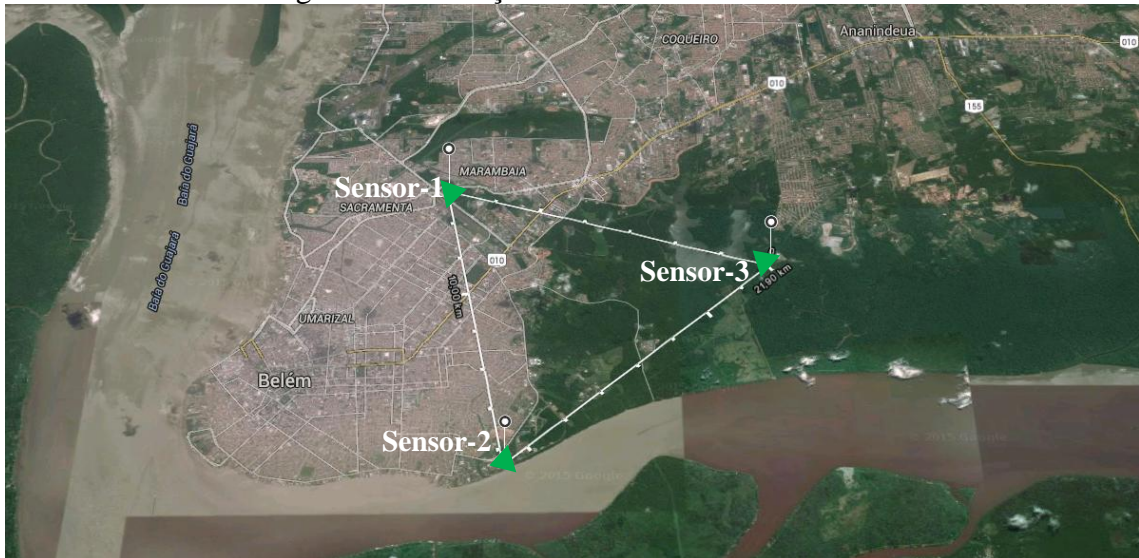 COQUEIRO
Ananindeua
010
010
155
Baía do Guajará
MARAMBAIA
Sensor-1
SACRAMENTA
Baía do Guajará
010
Sensor-3
21,90 km
10,00 km
UMARIZAL
Belém
Sensor-2
© 2015 Google
© 2015 Google